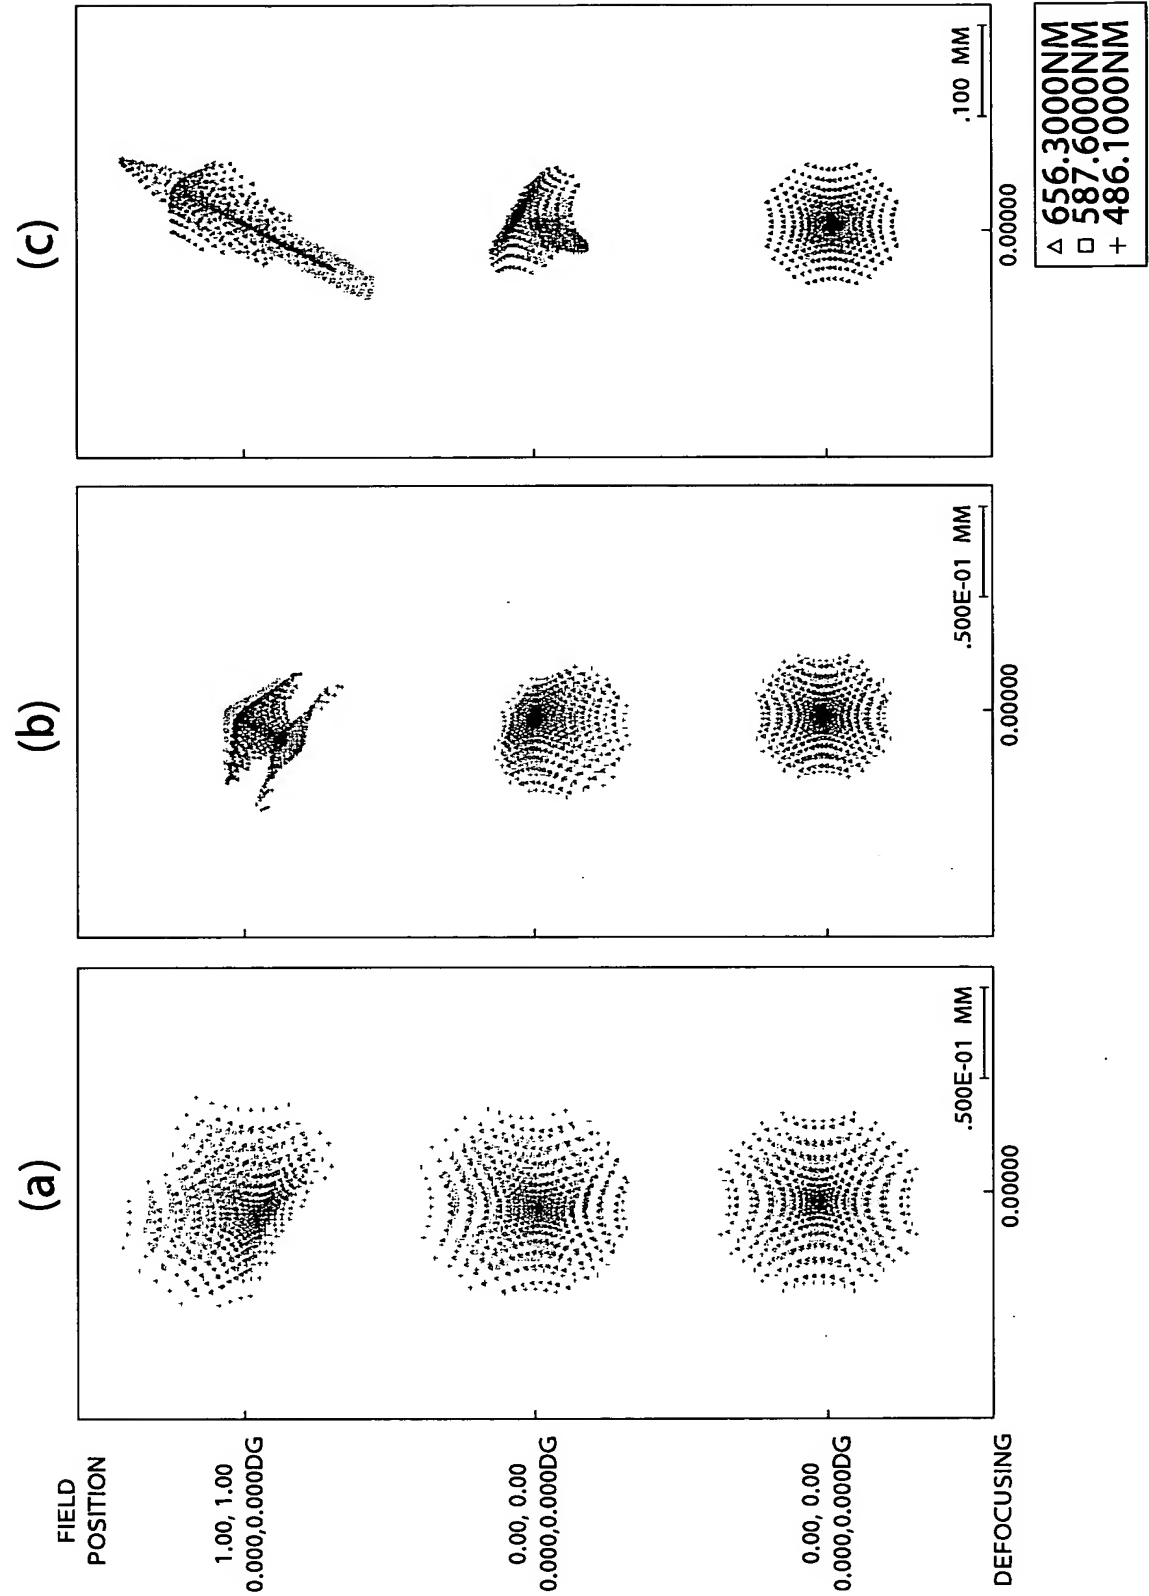 (a)
(b)
(c)
FIELD
POSITION
1.00, 1.00
0.000,0.000DG
0.00, 0.00
0.000,0.000DG
0.00, 0.00
0.000,0.000DG
DEFOCUSING
.500E-01 MM
0.00000
.500E-01 MM
0.00000
.100 MM
0.00000
△ 656.3000NM
□ 587.6000NM
+ 486.1000NM